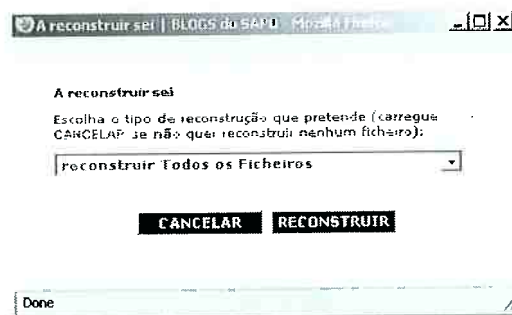 A reconstruir sei | BLOGS do SAPO - Mozilla Firefox
A reconstruir sei
Escolha o tipo de reconstrução que pretende (carregue
CANCELAR se não quer reconstruir nenhum ficheiro):
reconstruir Todos os Ficheiros
CANCELAR RECONSTRUIR
Done